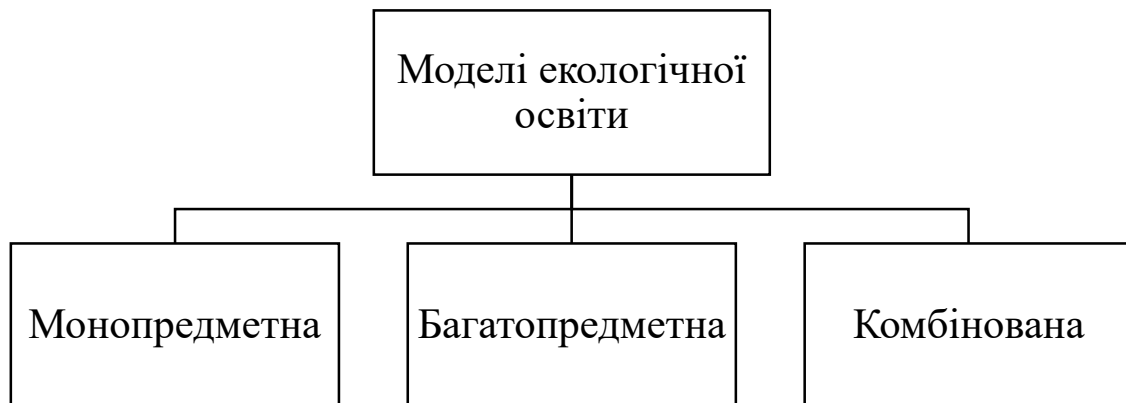 Моделі екологічної
освіти
Монопредметна
Багатопредметна
Комбінована